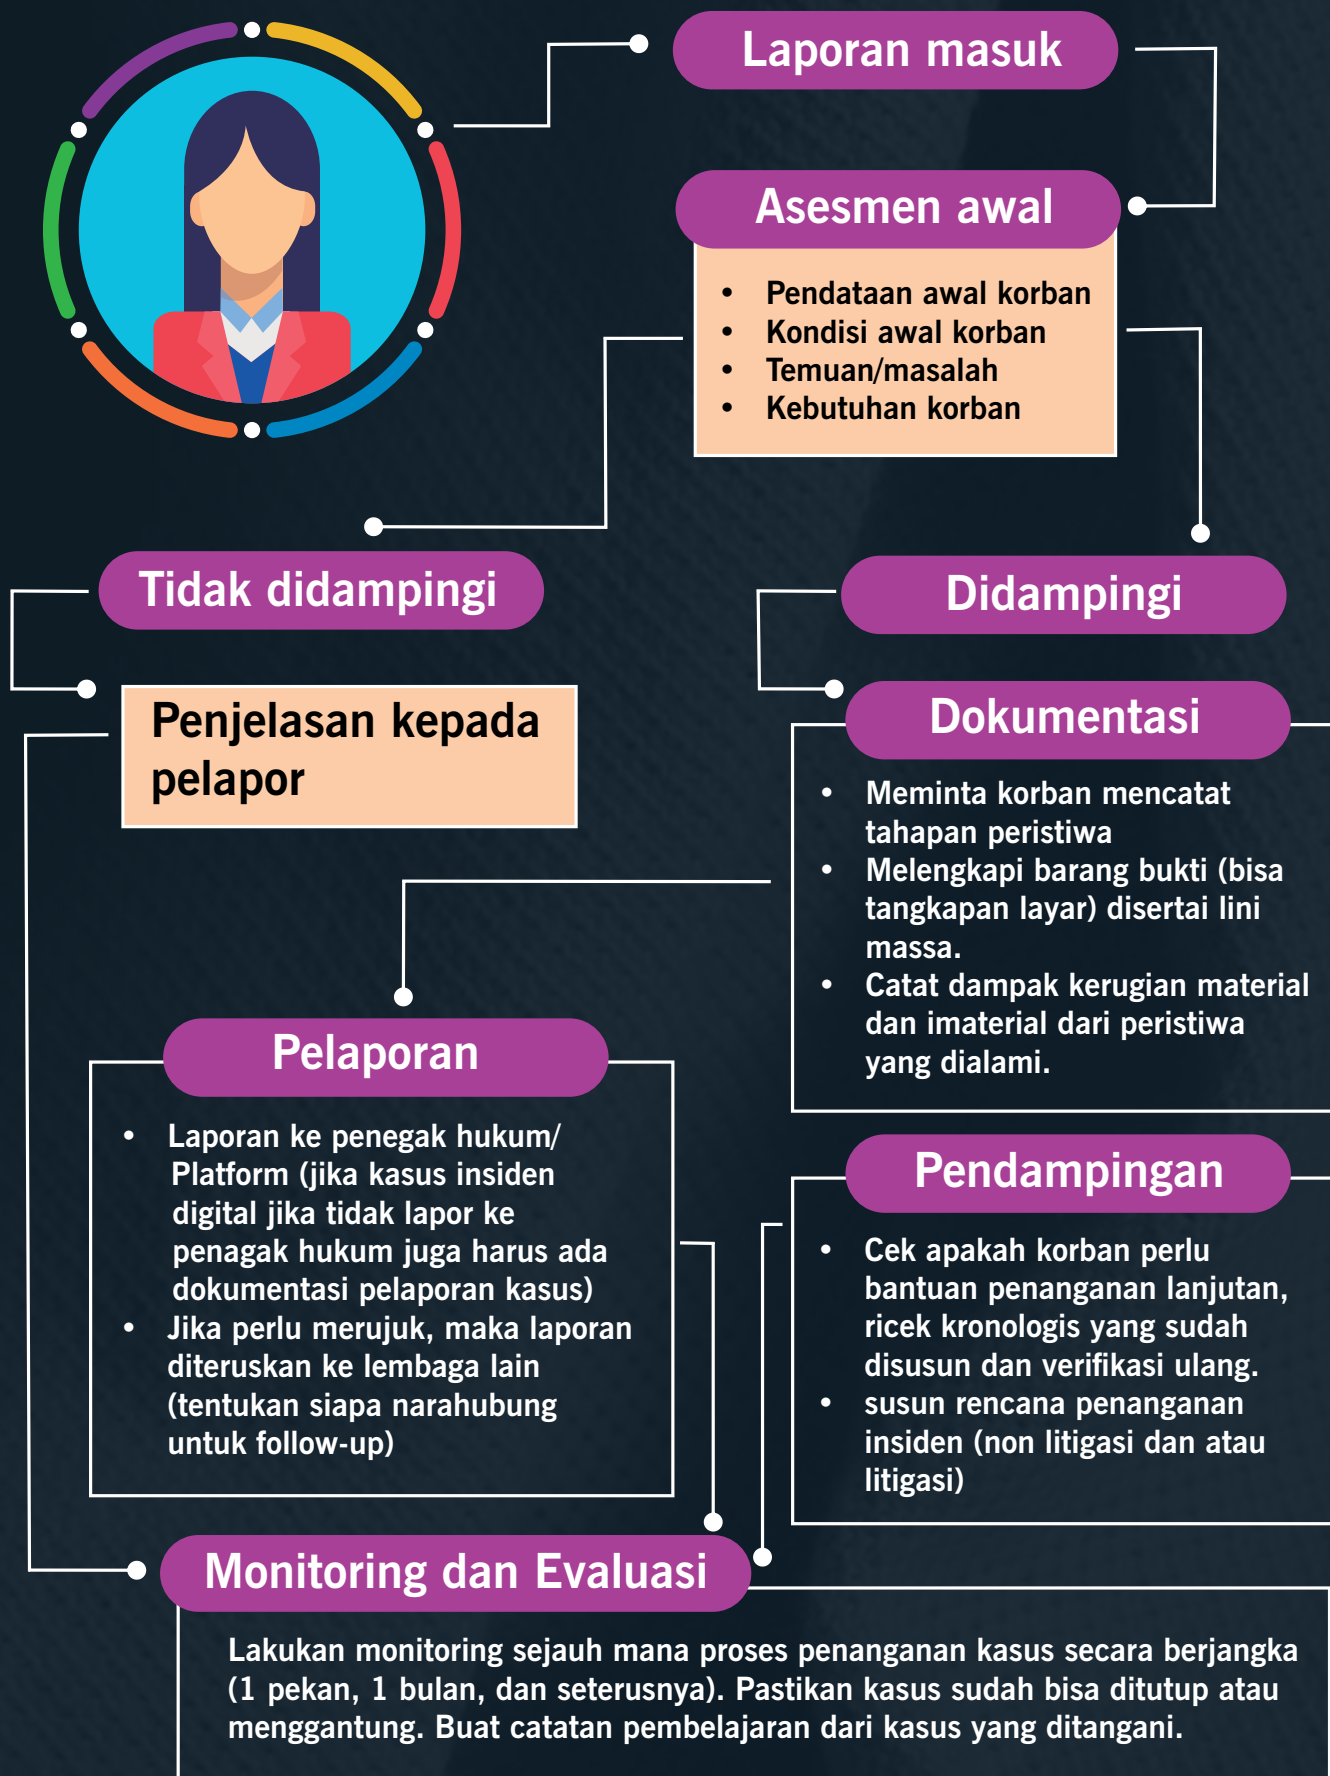 Laporan masuk
Asesmen awal
• Pendataan awal korban
• Kondisi awal korban
• Temuan/masalah
• Kebutuhan korban
Tidak didampingi
Penjelasan kepada
pelapor
Didampingi
Dokumentasi
• Meminta korban mencatat
tahapan peristiwa
• Melengkapi barang bukti (bisa
tangkapan layar) disertai lini
massa.
• Catat dampak kerugian material
dan imaterial dari peristiwa
yang dialami.
Pelaporan
• Laporan ke penegak hukum/
Platform (jika kasus insiden
digital jika tidak lapor ke
penagak hukum juga harus ada
dokumentasi pelaporan kasus)
• Jika perlu merujuk, maka laporan
diteruskan ke lembaga lain
(tentukan siapa narahubung
untuk follow-up)
Pendampingan
• Cek apakah korban perlu
bantuan penanganan lanjutan,
ricek kronologis yang sudah
disusun dan verifikasi ulang.
• susun rencana penanganan
insiden (non litigasi dan atau
litigasi)
Monitoring dan Evaluasi
Lakukan monitoring sejauh mana proses penanganan kasus secara berjangka
(1 pekan, 1 bulan, dan seterusnya). Pastikan kasus sudah bisa ditutup atau
menggantung. Buat catatan pembelajaran dari kasus yang ditangani.